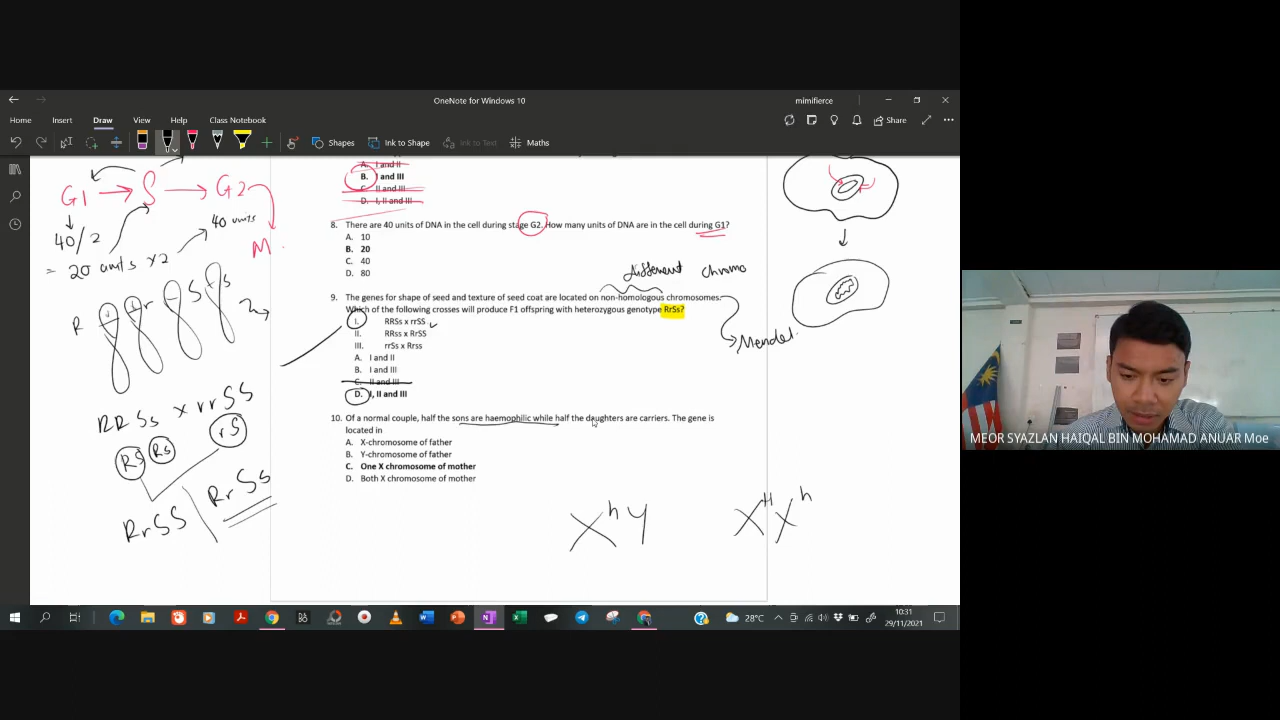 OneNote for Windows 10
mimifierce
Home Insert Draw View Help Class Notebook
Share
Shapes
Ink to Shape
Ink to Text
Maths
A. I and II
B. I and III
C. II and III
D. I, II and III
8. There are 40 units of DNA in the cell during stage G2. How many units of DNA are in the cell during G1?
A. 10
B. 20
C. 40
D. 80
9. The genes for shape of seed and texture of seed coat are located on non-homologous chromosomes.
Which of the following crosses will produce F1 offspring with heterozygous genotype RrSs?
I. RRSs x rrSS
II. RRss x RrSS
III. rrSs x Rrss
A. I and II
B. I and III
C. II and III
D. I, II and III
10. Of a normal couple, half the sons are haemophilic while half the daughters are carriers. The gene is
located in
A. X-chromosome of father
B. Y-chromosome of father
C. One X chromosome of mother
D. Both X chromosome of mother
G1 S G2
40/2
= 20 units x2
40 units
M
R r S s
RRSs x rrSS
RS Rs rS
RrSS RrSs
Different chromo
Mendel
XhY XHXh
MEOR SYAZLAN HAIQAL BIN MOHAMAD ANUAR Moe
28°C
10:31
29/11/2021